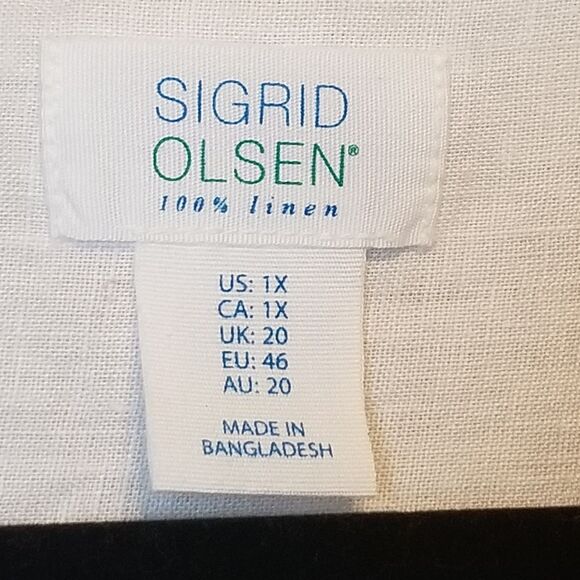 SIGRID
OLSEN®
100% linen
US: 1X
CA: 1X
UK: 20
EU: 46
AU: 20
MADE IN
BANGLADESH